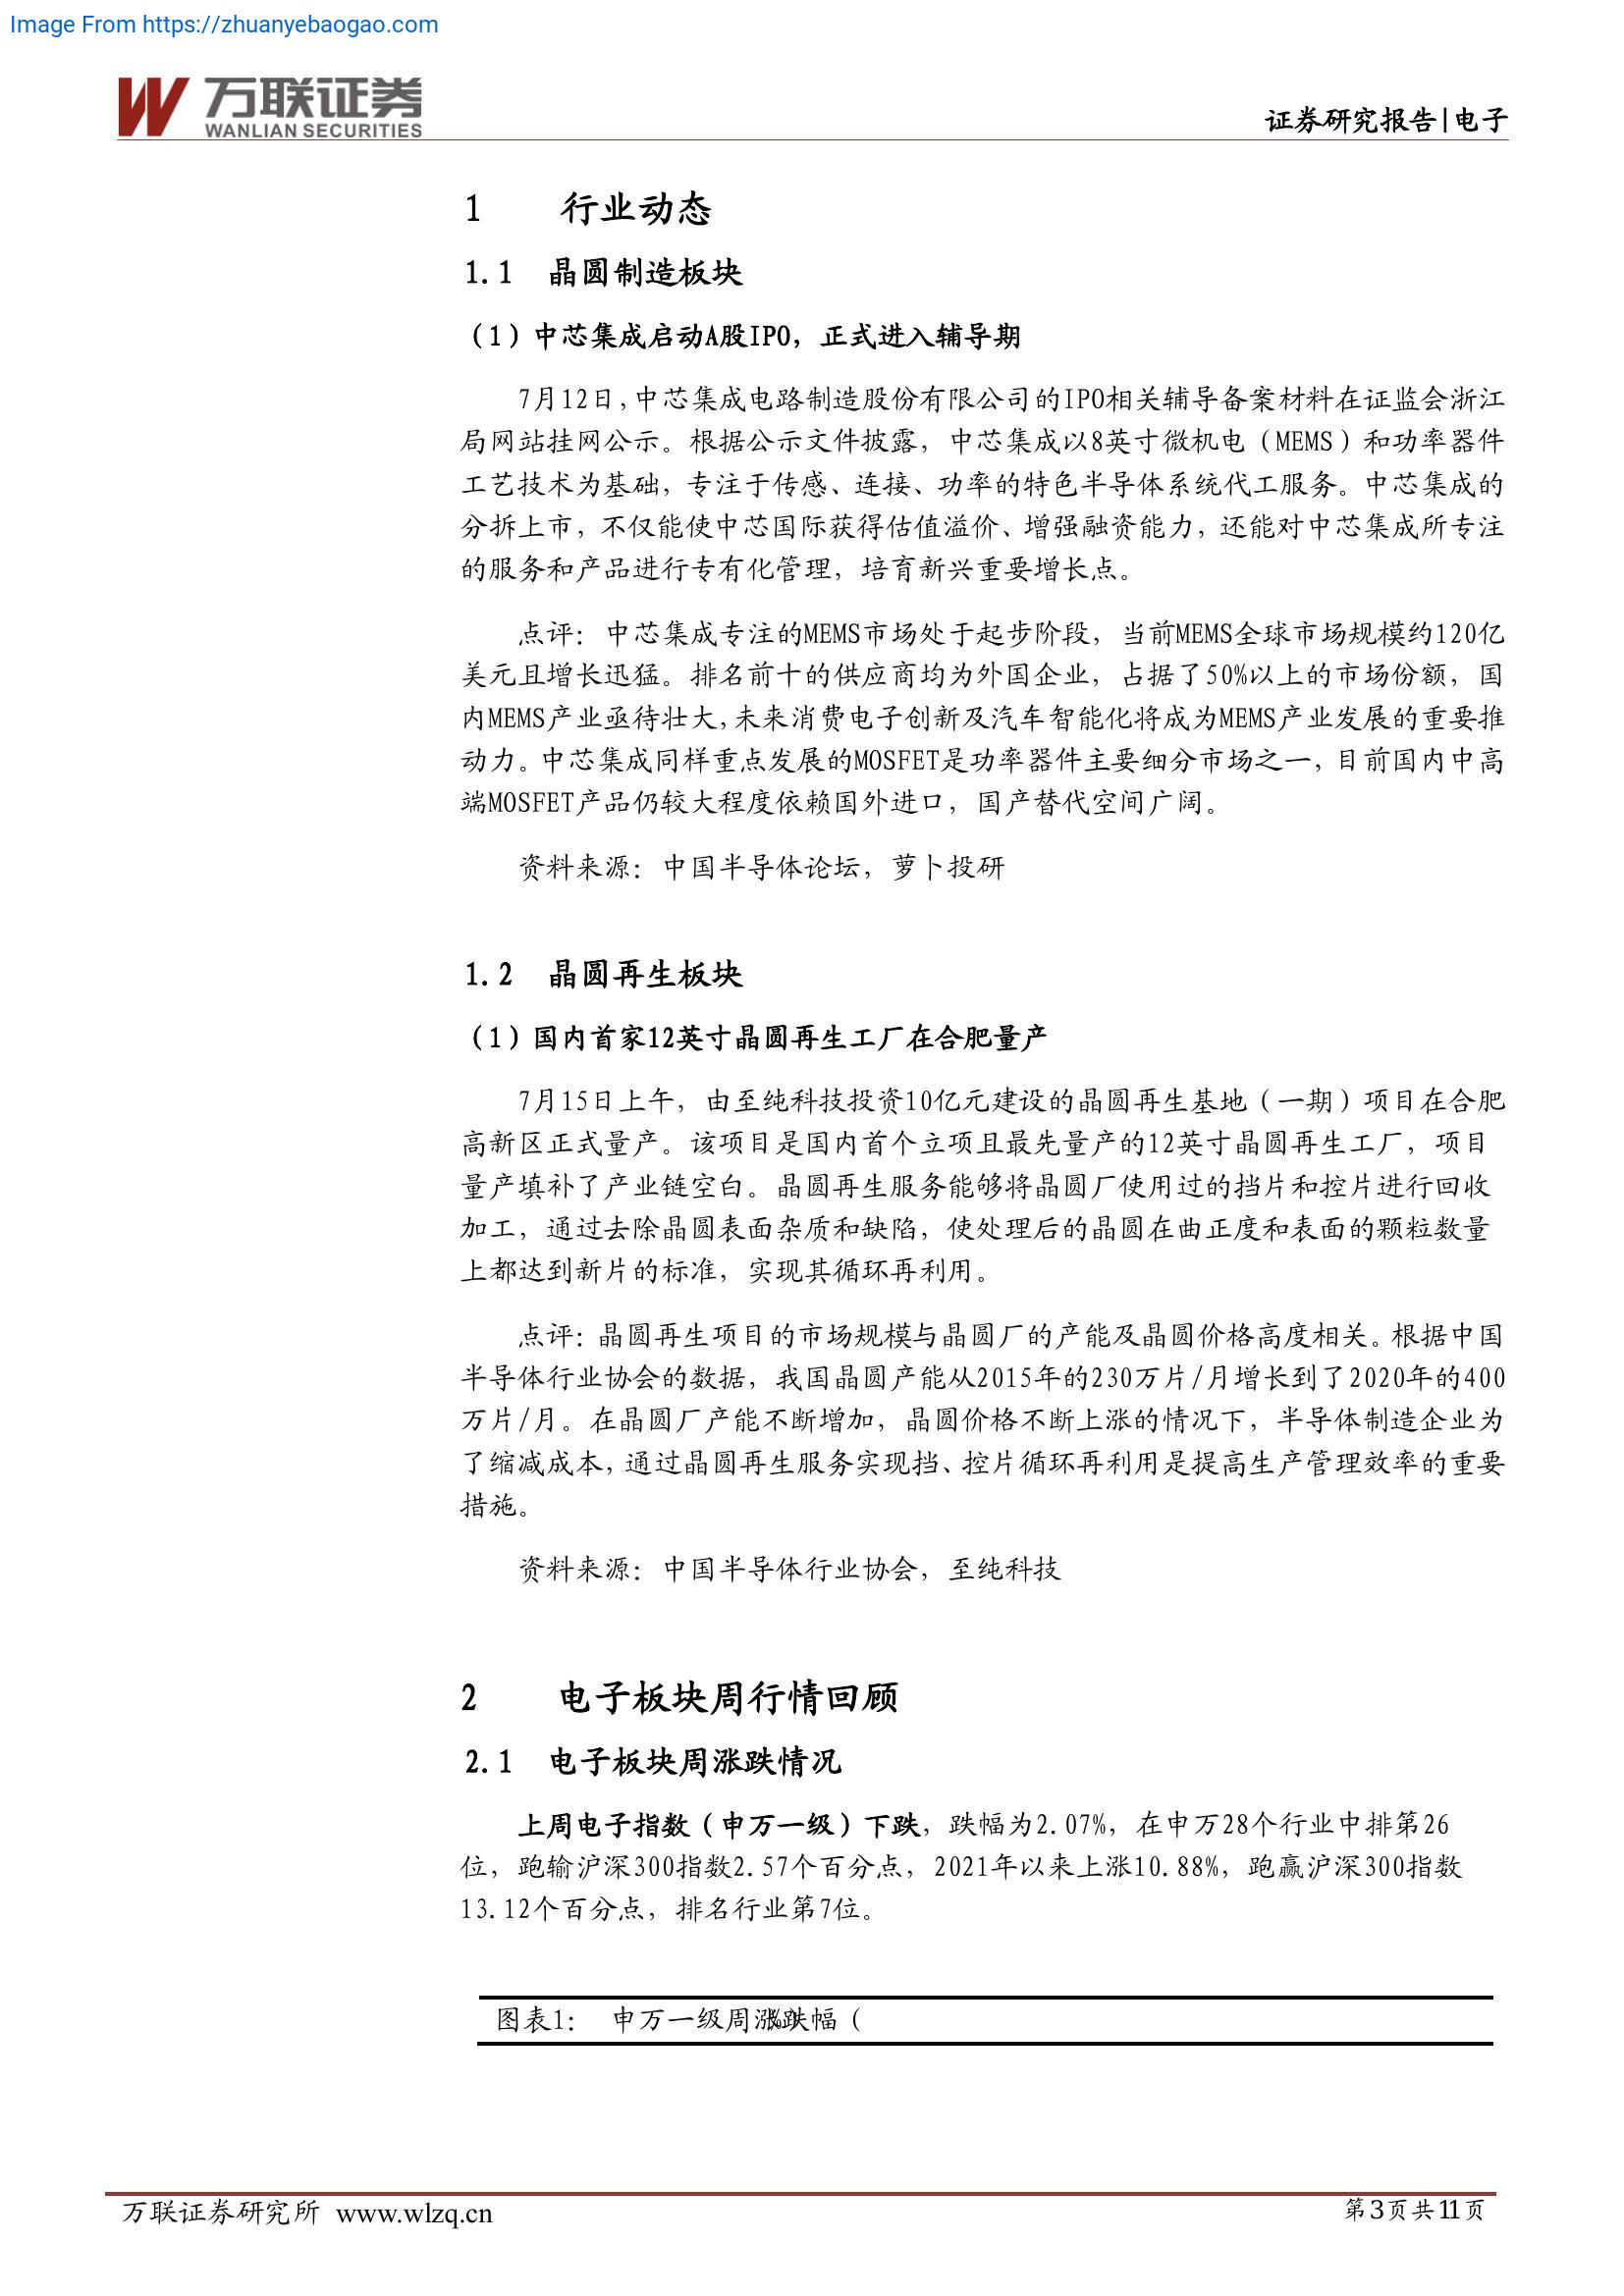 Image From https://zhuanyebaogao.com
万联证券
WANLIAN SECURITIES
证券研究报告|电子
1 行业动态
1.1 晶圆制造板块
（1）中芯集成启动A股IPO，正式进入辅导期
7月12日,中芯集成电路制造股份有限公司的IPO相关辅导备案材料在证监会浙江
局网站挂网公示。根据公示文件披露，中芯集成以8英寸微机电（MEMS）和功率器件
工艺技术为基础，专注于传感、连接、功率的特色半导体系统代工服务。中芯集成的
分拆上市，不仅能使中芯国际获得估值溢价、增强融资能力，还能对中芯集成所专注
的服务和产品进行专有化管理，培育新兴重要增长点。
点评：中芯集成专注的MEMS市场处于起步阶段，当前MEMS全球市场规模约120亿
美元且增长迅猛。排名前十的供应商均为外国企业，占据了50%以上的市场份额，国
内MEMS产业亟待壮大,未来消费电子创新及汽车智能化将成为MEMS产业发展的重要推
动力。中芯集成同样重点发展的MOSFET是功率器件主要细分市场之一，目前国内中高
端MOSFET产品仍较大程度依赖国外进口，国产替代空间广阔。
资料来源：中国半导体论坛，萝卜投研
1.2 晶圆再生板块
（1）国内首家12英寸晶圆再生工厂在合肥量产
7月15日上午，由至纯科技投资10亿元建设的晶圆再生基地（一期）项目在合肥
高新区正式量产。该项目是国内首个立项且最先量产的12英寸晶圆再生工厂，项目
量产填补了产业链空白。晶圆再生服务能够将晶圆厂使用过的挡片和控片进行回收
加工，通过去除晶圆表面杂质和缺陷，使处理后的晶圆在曲正度和表面的颗粒数量
上都达到新片的标准，实现其循环再利用。
点评：晶圆再生项目的市场规模与晶圆厂的产能及晶圆价格高度相关。根据中国
半导体行业协会的数据，我国晶圆产能从2015年的230万片/月增长到了2020年的400
万片/月。在晶圆厂产能不断增加，晶圆价格不断上涨的情况下，半导体制造企业为
了缩减成本，通过晶圆再生服务实现挡、控片循环再利用是提高生产管理效率的重要
措施。
资料来源：中国半导体行业协会，至纯科技
2 电子板块周行情回顾
2.1 电子板块周涨跌情况
上周电子指数（申万一级）下跌，跌幅为2.07%，在申万28个行业中排第26
位，跑输沪深300指数2.57个百分点，2021年以来上涨10.88%，跑赢沪深300指数
13.12个百分点，排名行业第7位。
图表1： 申万一级周涨跌幅（
万联证券研究所 www.wlzq.cn
第3页共11页